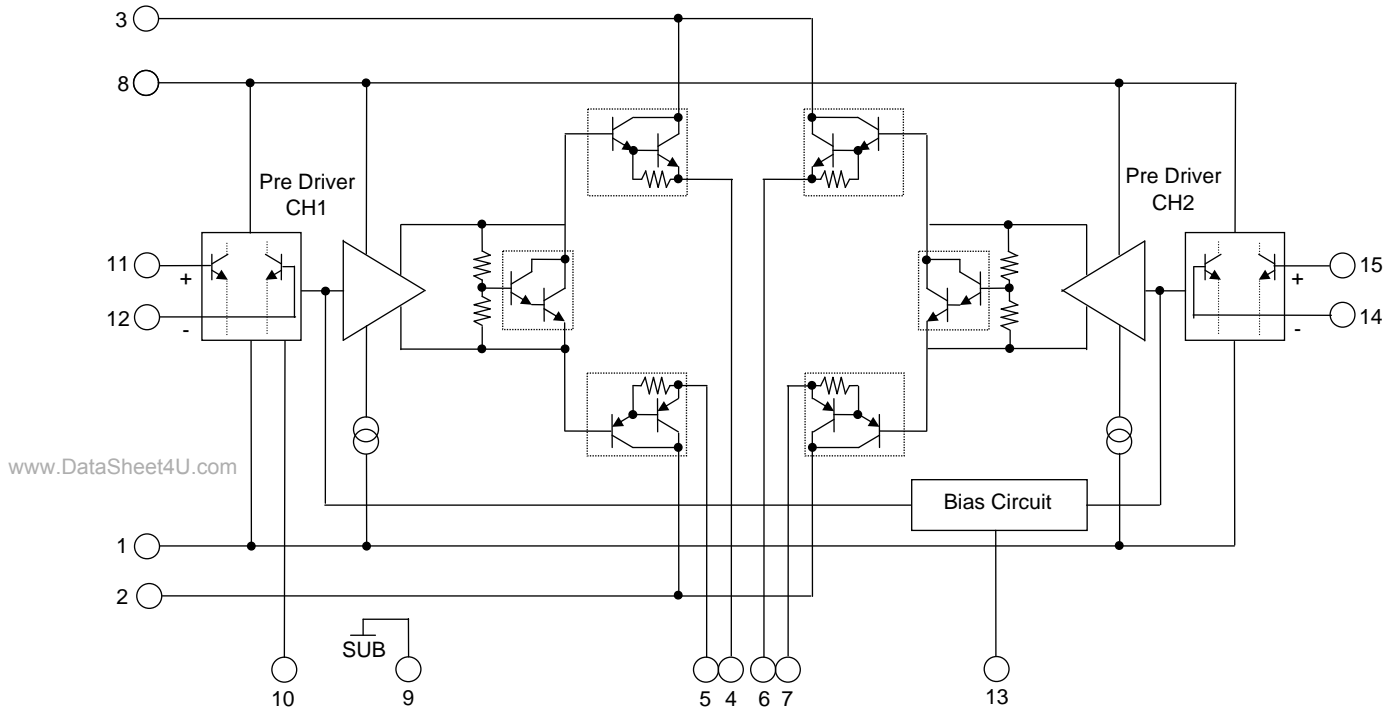 3
8
Pre Driver
CH1
Pre Driver
CH2
11
+
15
+
12
-
14
-
www.DataSheet4U.com
Bias Circuit
1
2
SUB
10
9
5
4
6
7
13